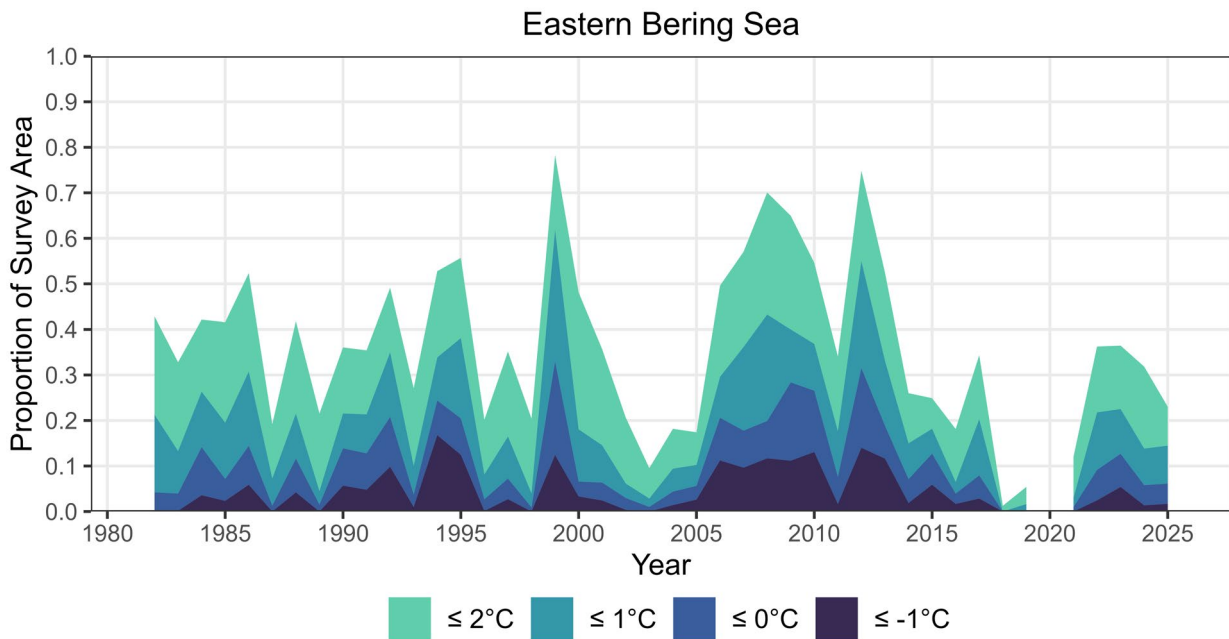 Eastern Bering Sea
Proportion of Survey Area
1.0
0.9
0.8
0.7
0.6
0.5
0.4
0.3
0.2
0.1
0.0
1980 1985 1990 1995 2000 2005 2010 2015 2020 2025
Year
≤ 2°C ≤ 1°C ≤ 0°C ≤ -1°C